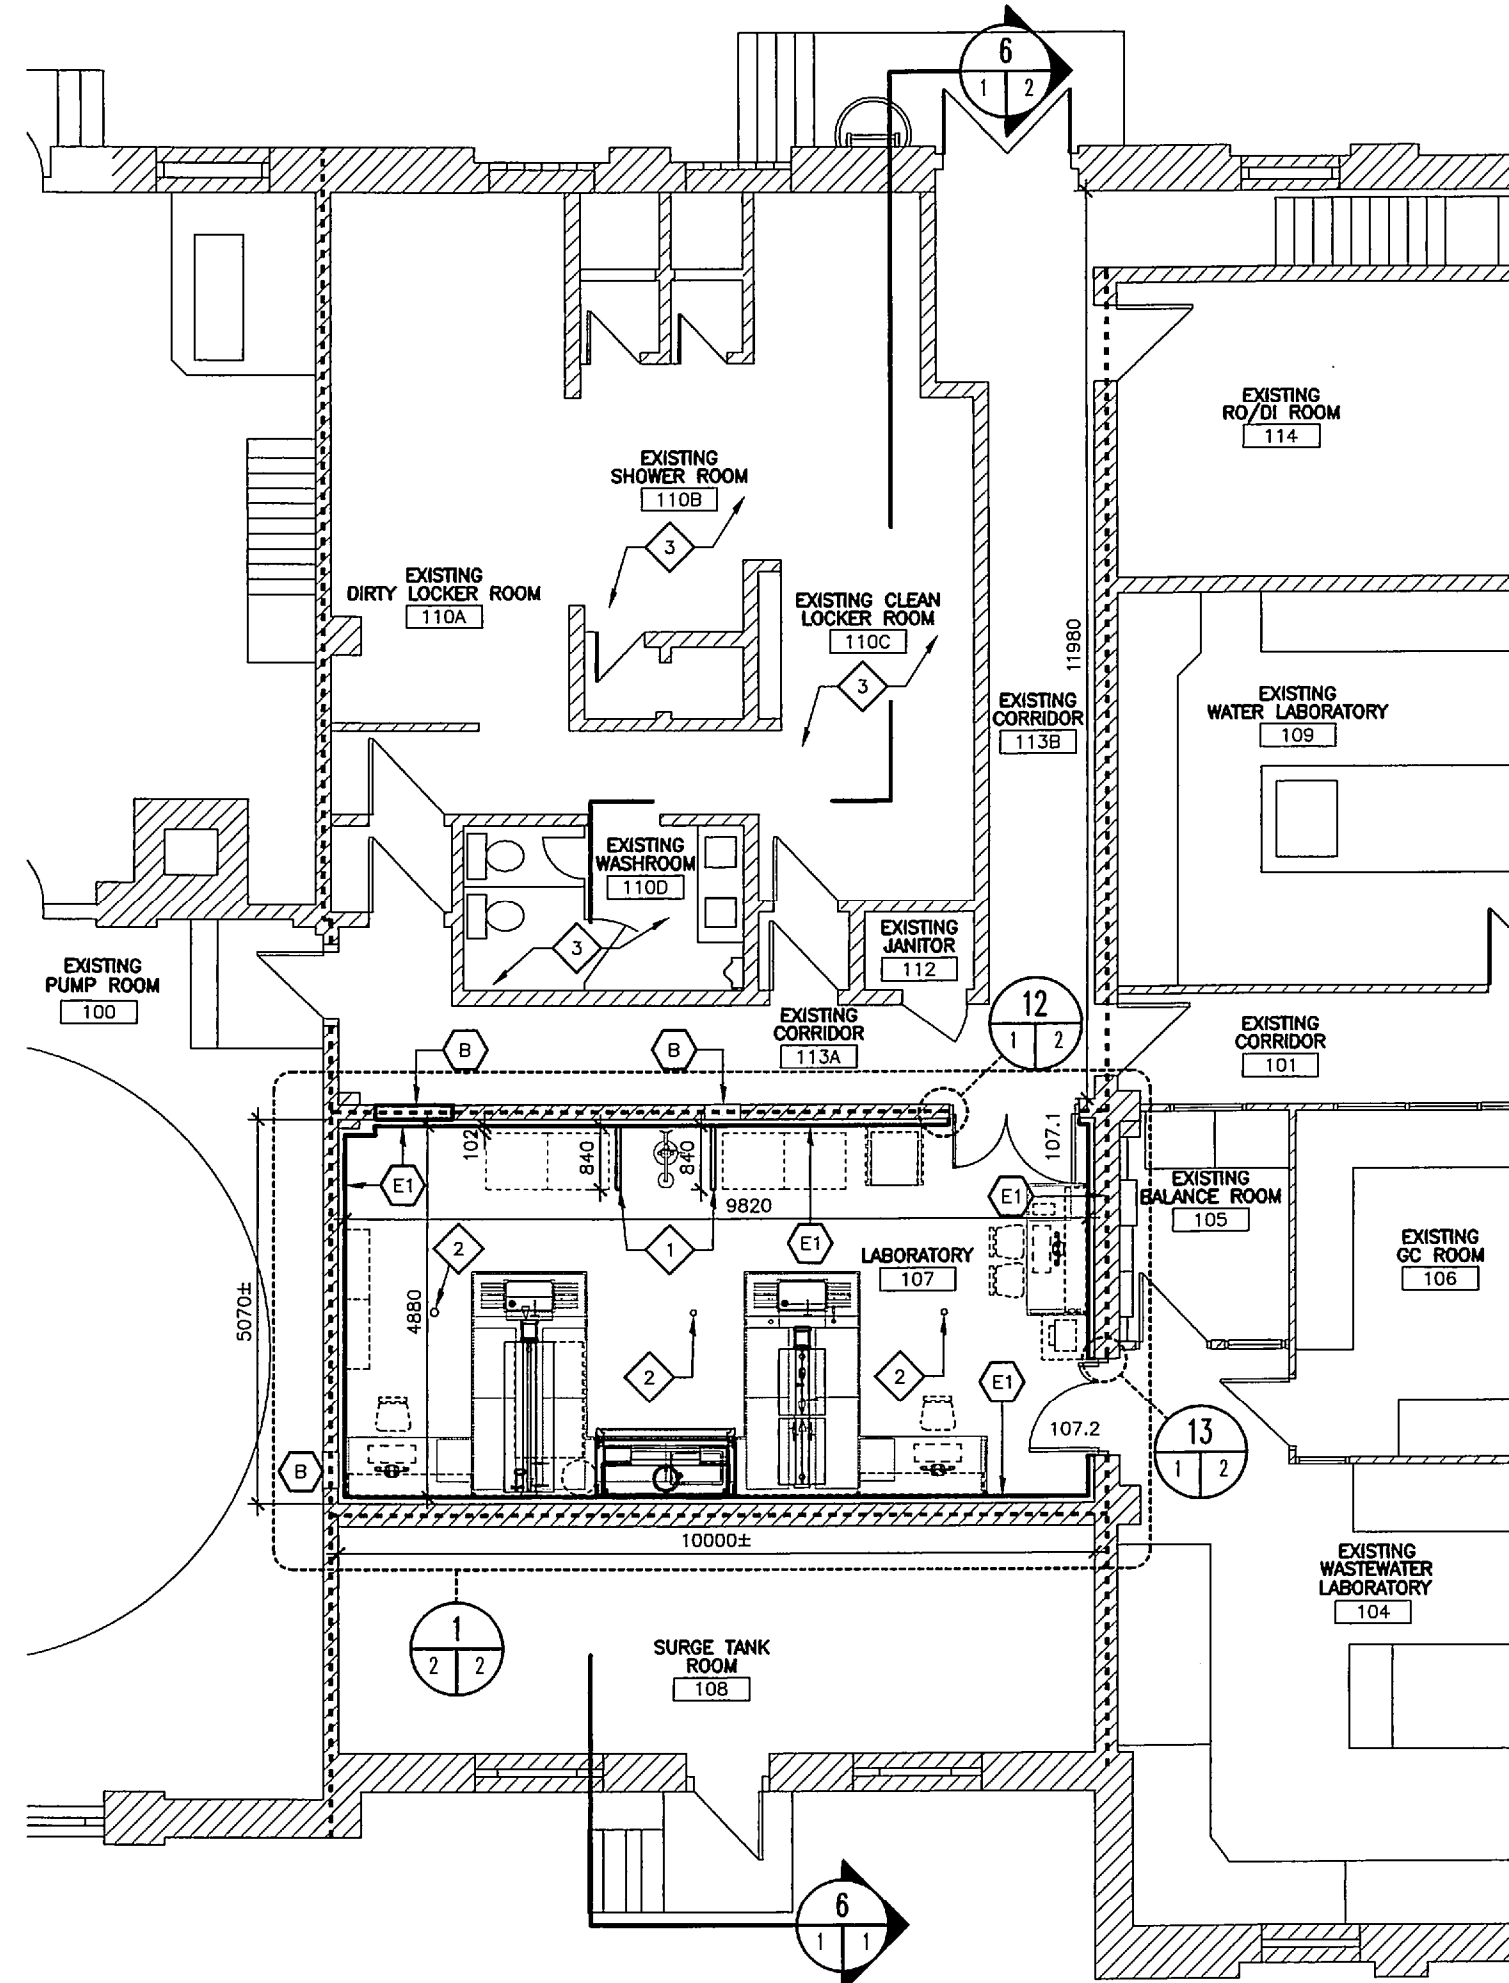 6
1 2
EXISTING
RO/DI ROOM
114
EXISTING
SHOWER ROOM
110B
3
EXISTING
DIRTY LOCKER ROOM
110A
EXISTING CLEAN
LOCKER ROOM
110C
3
11980
EXISTING
CORRIDOR
113B
EXISTING
WATER LABORATORY
109
EXISTING
WASHROOM
110D
3
EXISTING
JANITOR
112
EXISTING
PUMP ROOM
100
12
1 2
EXISTING
CORRIDOR
113A
EXISTING
CORRIDOR
101
B
B
102
840
840
107.1
E1
E1
9820
E1
EXISTING
BALANCE ROOM
105
2
1
LABORATORY
107
EXISTING
GC ROOM
106
5070±
4880
2
2
E1
107.2
13
1 2
B
10000±
EXISTING
WASTEWATER
LABORATORY
104
1
2 2
SURGE TANK
ROOM
108
6
1 1